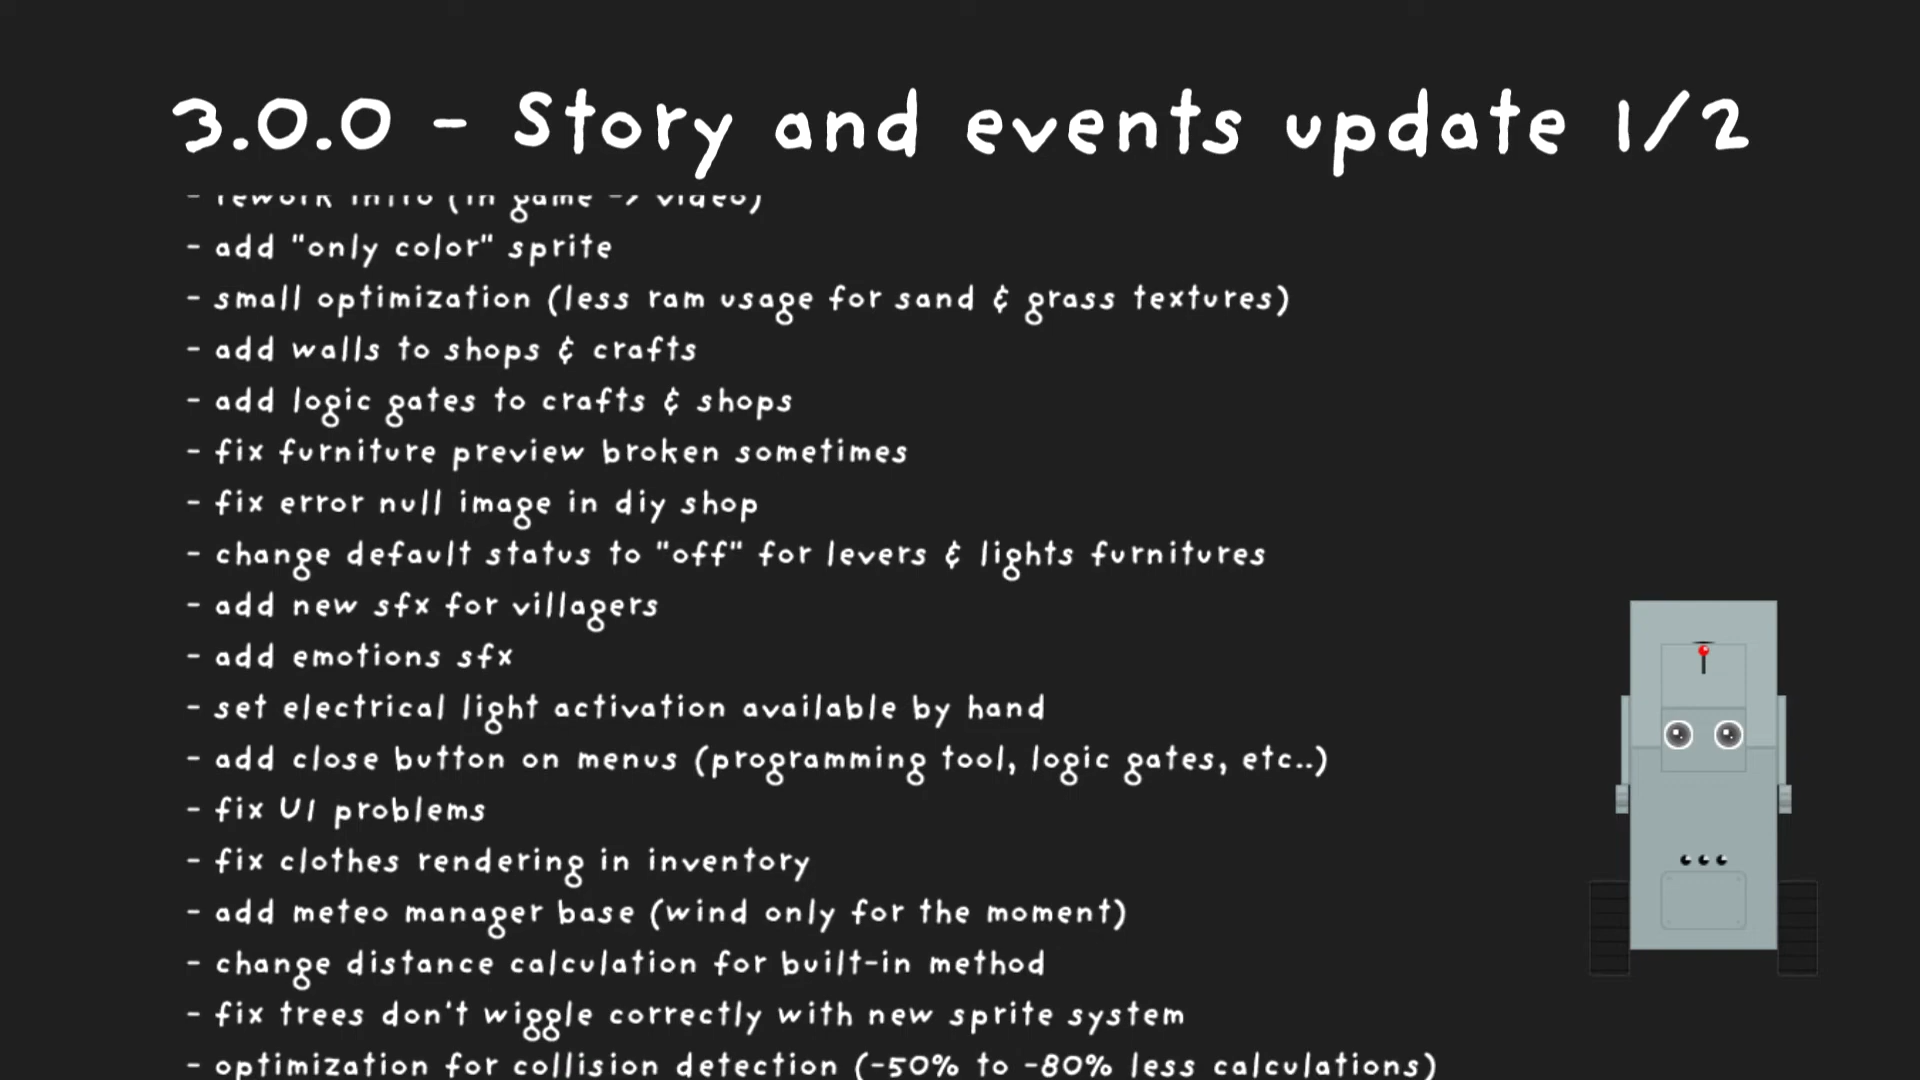 3.0.0 - Story and events update 1/2
- rework intro (in game -> video)
- add "only color" sprite
- small optimization (less ram usage for sand & grass textures)
- add walls to shops & crafts
- add logic gates to crafts & shops
- fix furniture preview broken sometimes
- fix error null image in diy shop
- change default status to "off" for levers & lights furnitures
- add new sfx for villagers
- add emotions sfx
- set electrical light activation available by hand
- add close button on menus (programming tool, logic gates, etc..)
- fix UI problems
- fix clothes rendering in inventory
- add meteo manager base (wind only for the moment)
- change distance calculation for built-in method
- fix trees don't wiggle correctly with new sprite system
- optimization for collision detection (-50% to -80% less calculations)